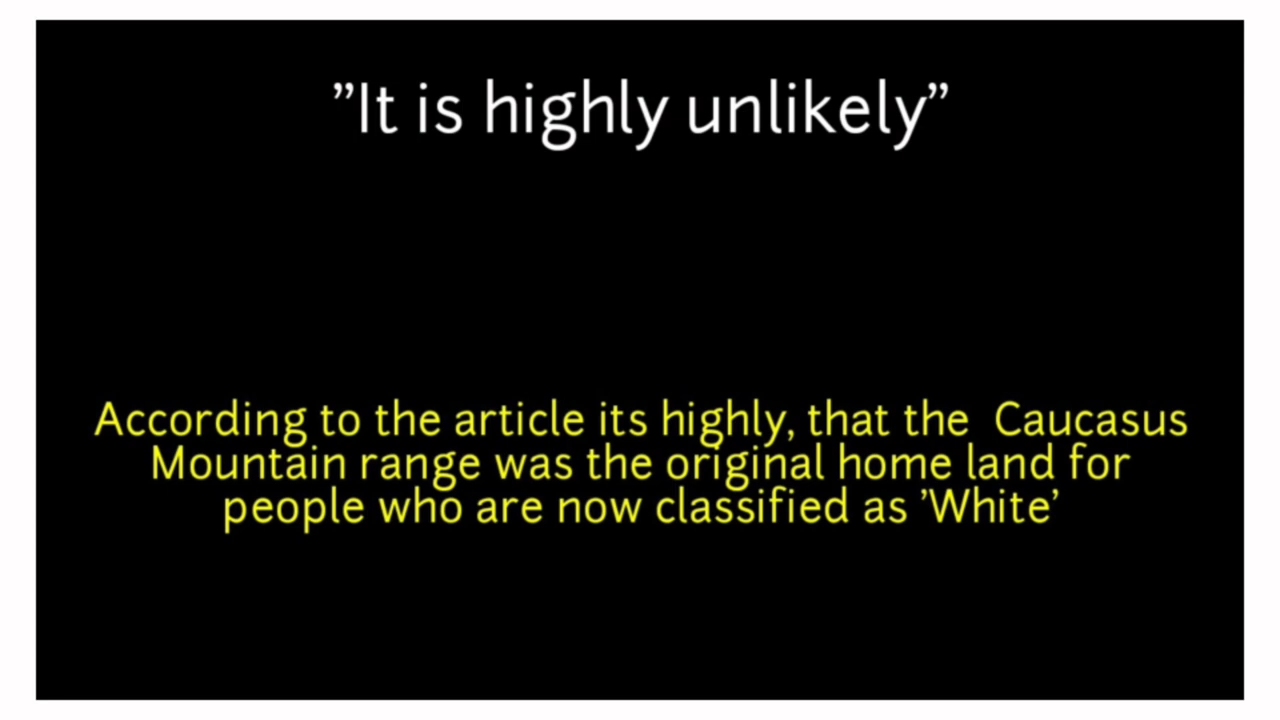 ”It is highly unlikely”
According to the article its highly, that the  Caucasus
Mountain range was the original home land for
people who are now classified as ’White’